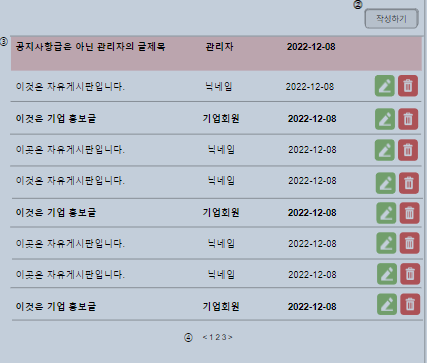 ②
작성하기
③ 공지사항급은 아닌 관리자의 글제목 관리자 2022-12-08
이것은 자유게시판입니다. 닉네임 2022-12-08
이것은 기업 홍보글 기업회원 2022-12-08
이곳은 자유게시판입니다. 닉네임 2022-12-08
이것은 자유게시판입니다. 닉네임 2022-12-08
이것은 기업 홍보글 기업회원 2022-12-08
이곳은 자유게시판입니다. 닉네임 2022-12-08
이곳은 자유게시판입니다. 닉네임 2022-12-08
이것은 기업 홍보글 기업회원 2022-12-08
④ < 1 2 3 >